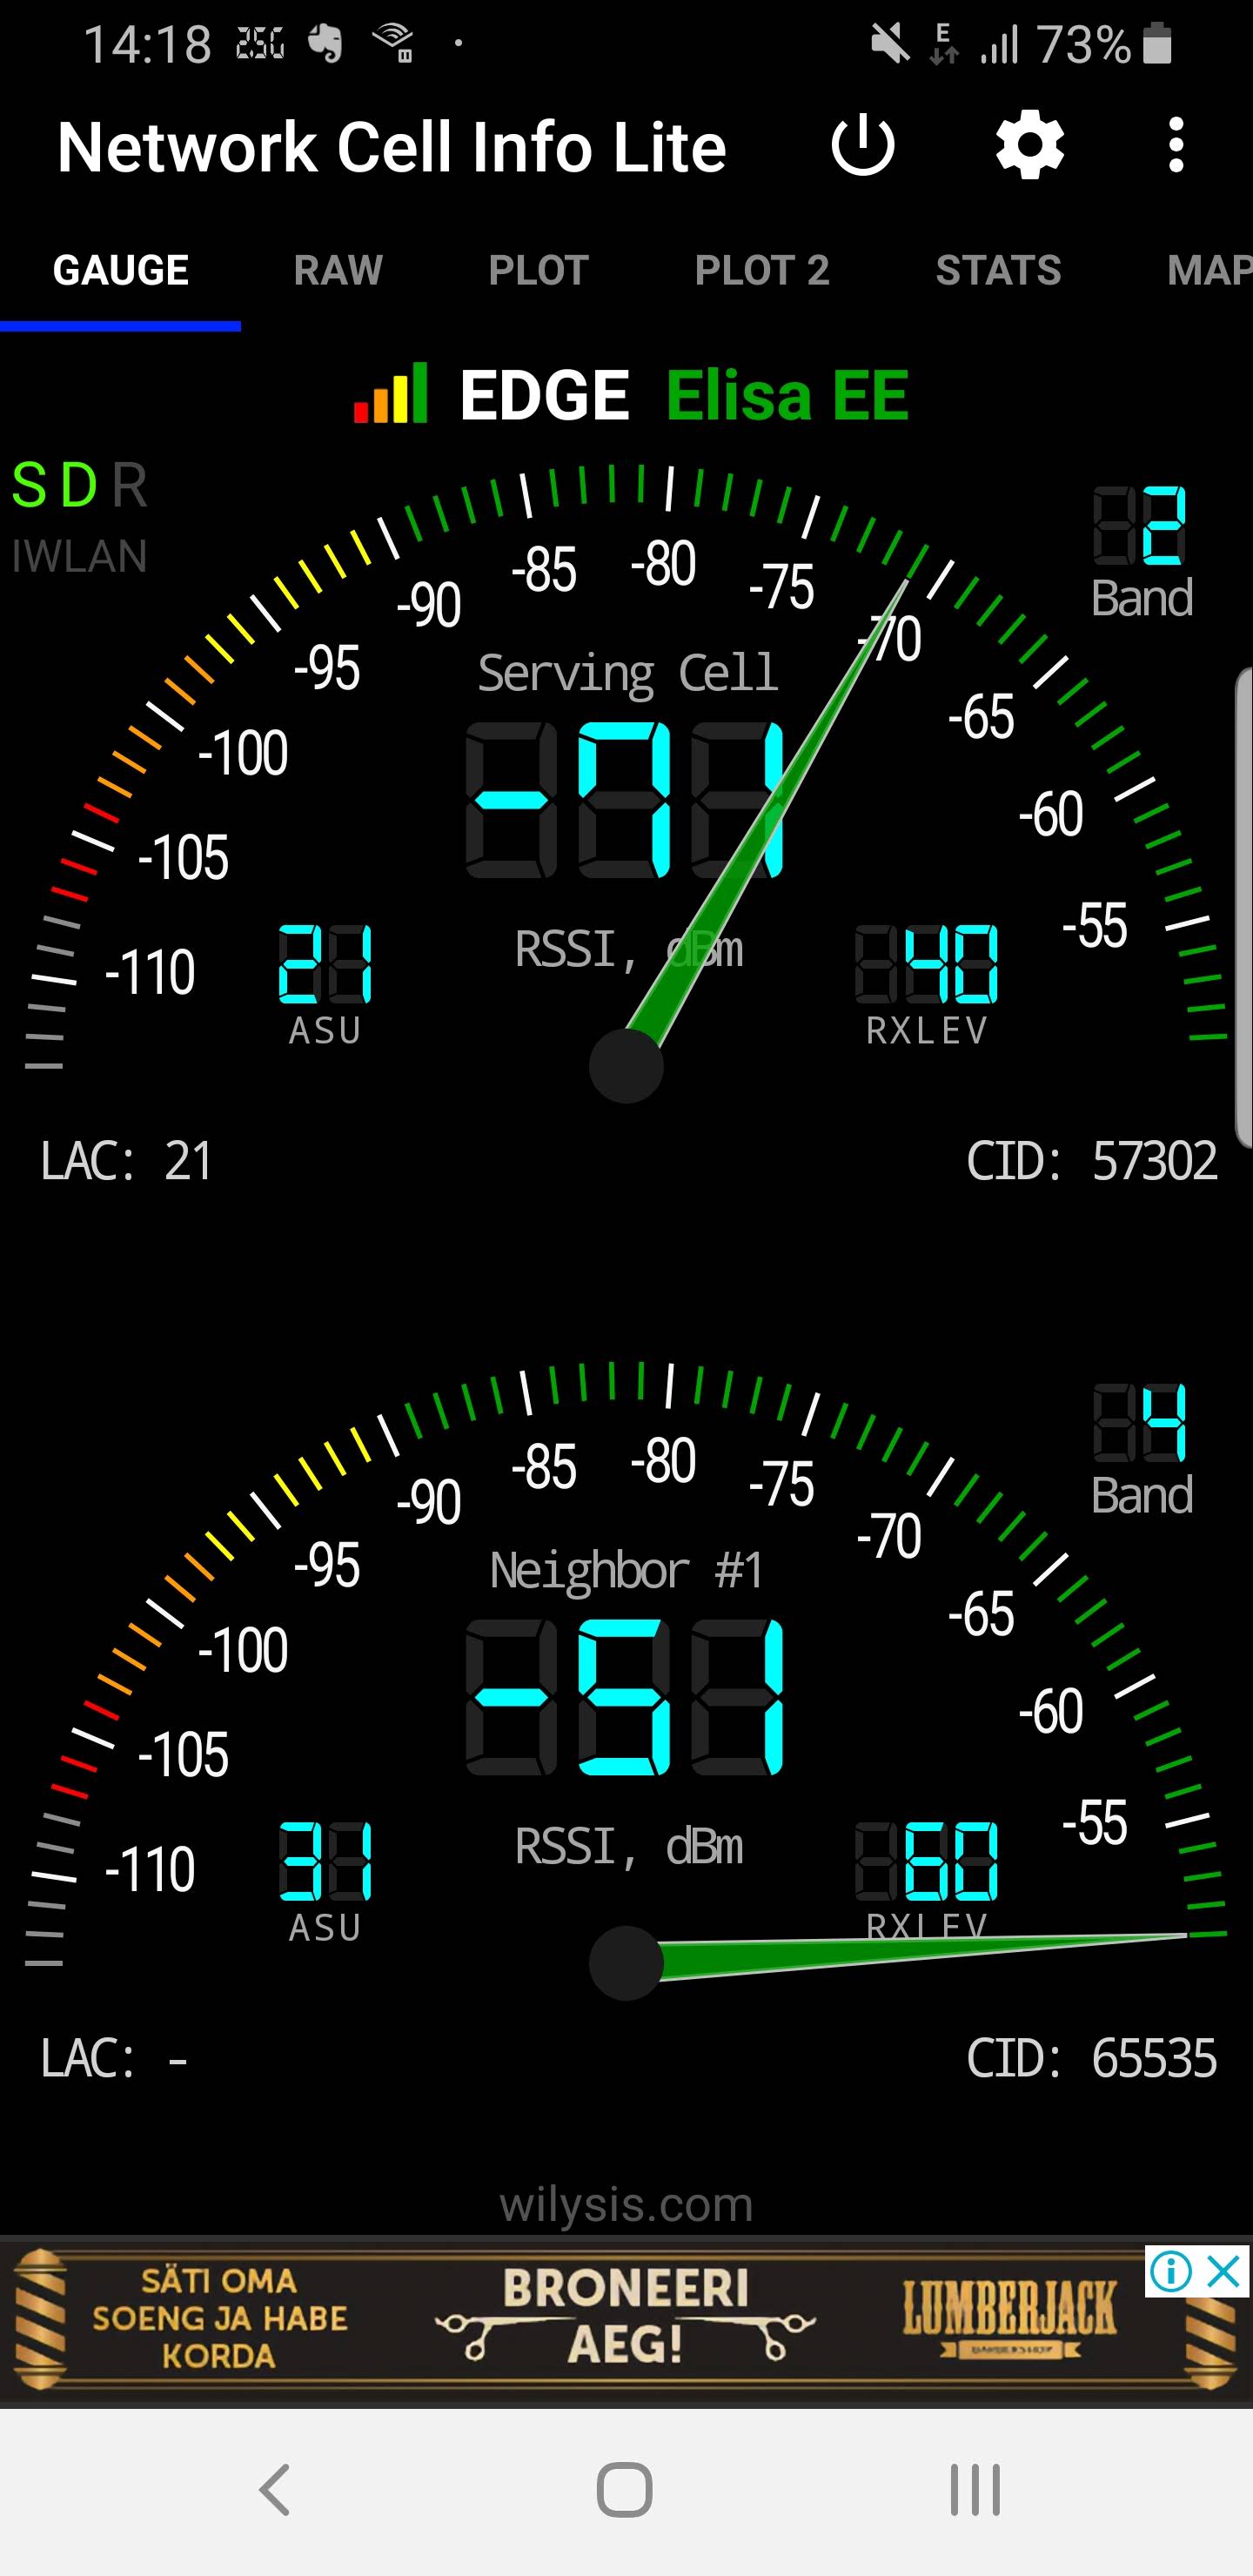 14:18 25G E 73%
Network Cell Info Lite
GAUGE RAW PLOT PLOT 2 STATS MAP
EDGE Elisa EE
S D R
IWLAN
2
Band
-110 -105 -100 -95 -90 -85 -80 -75 -70 -65 -60 -55
Serving Cell
-71
RSSI, dBm
21
ASU
40
RXLEV
LAC: 21 CID: 57302
4
Band
-110 -105 -100 -95 -90 -85 -80 -75 -70 -65 -60 -55
Neighbor #1
-51
RSSI, dBm
31
ASU
60
RXLEV
LAC: - CID: 65535
wilysis.com
SÄTI OMA
SOENG JA HABE
KORDA
BRONEERI
AEG!
LUMBERJACK
BARBERSHOP